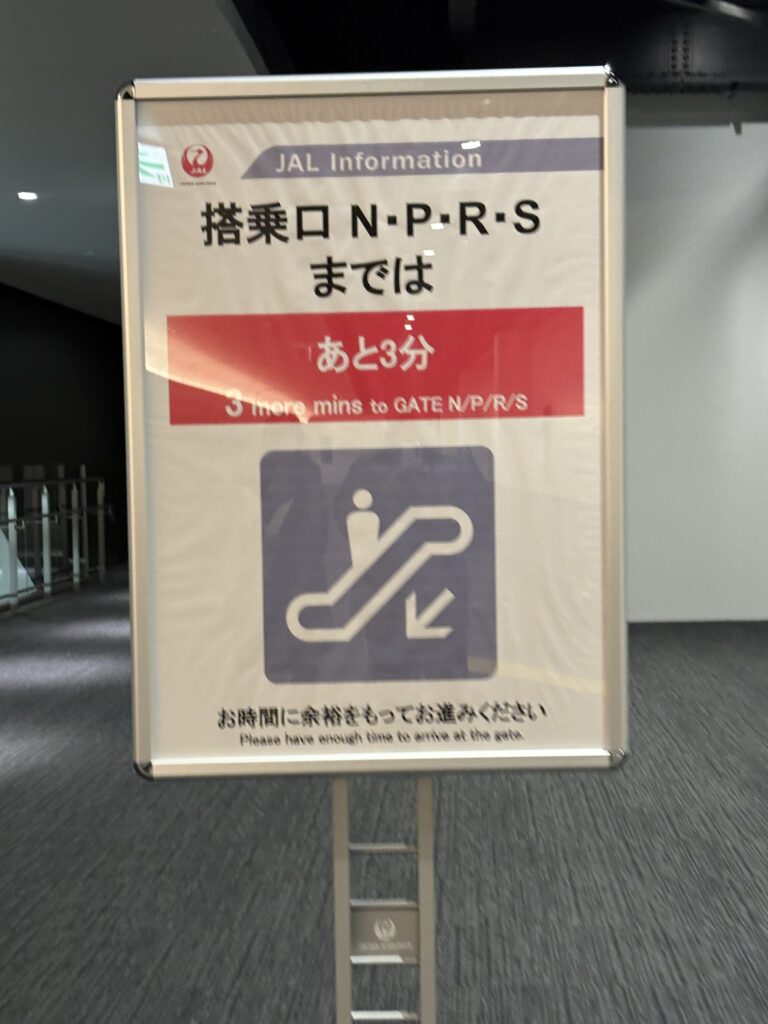 JAL
JAL Information
搭乗口 N・P・R・S
までは
あと3分
3 more mins to GATE N/P/R/S
お時間に余裕をもってお進みください
Please have enough time to arrive at the gate.